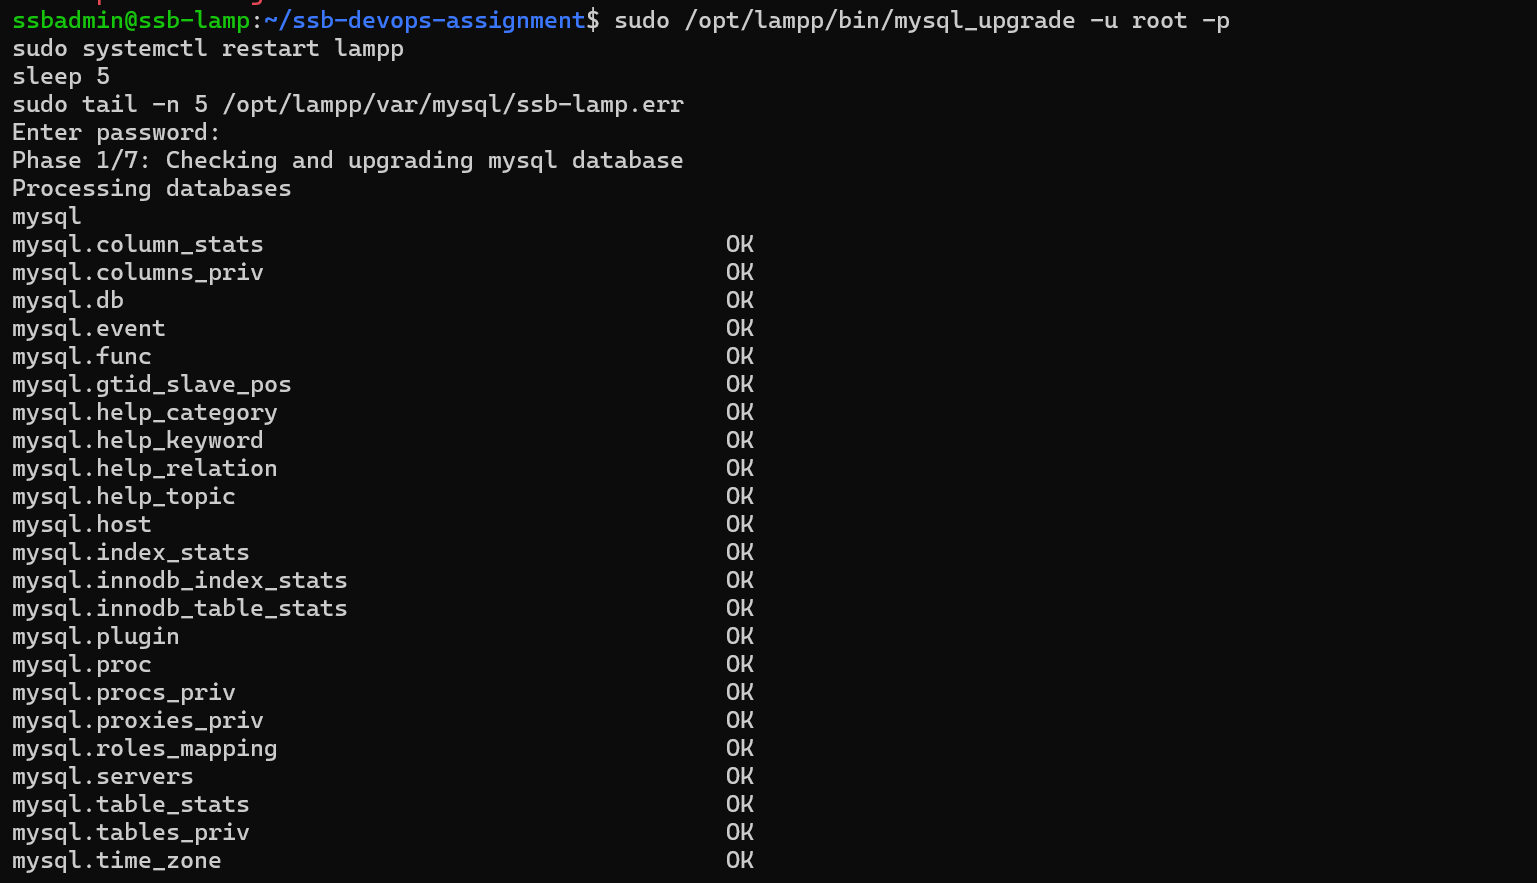 ssbadmin@ssb-lamp:~/ssb-devops-assignment$ sudo /opt/lampp/bin/mysql_upgrade -u root -p
sudo systemctl restart lampp
sleep 5
sudo tail -n 5 /opt/lampp/var/mysql/ssb-lamp.err
Enter password:
Phase 1/7: Checking and upgrading mysql database
Processing databases
mysql
mysql.column_stats OK
mysql.columns_priv OK
mysql.db OK
mysql.event OK
mysql.func OK
mysql.gtid_slave_pos OK
mysql.help_category OK
mysql.help_keyword OK
mysql.help_relation OK
mysql.help_topic OK
mysql.host OK
mysql.index_stats OK
mysql.innodb_index_stats OK
mysql.innodb_table_stats OK
mysql.plugin OK
mysql.proc OK
mysql.procs_priv OK
mysql.proxies_priv OK
mysql.roles_mapping OK
mysql.servers OK
mysql.table_stats OK
mysql.tables_priv OK
mysql.time_zone OK